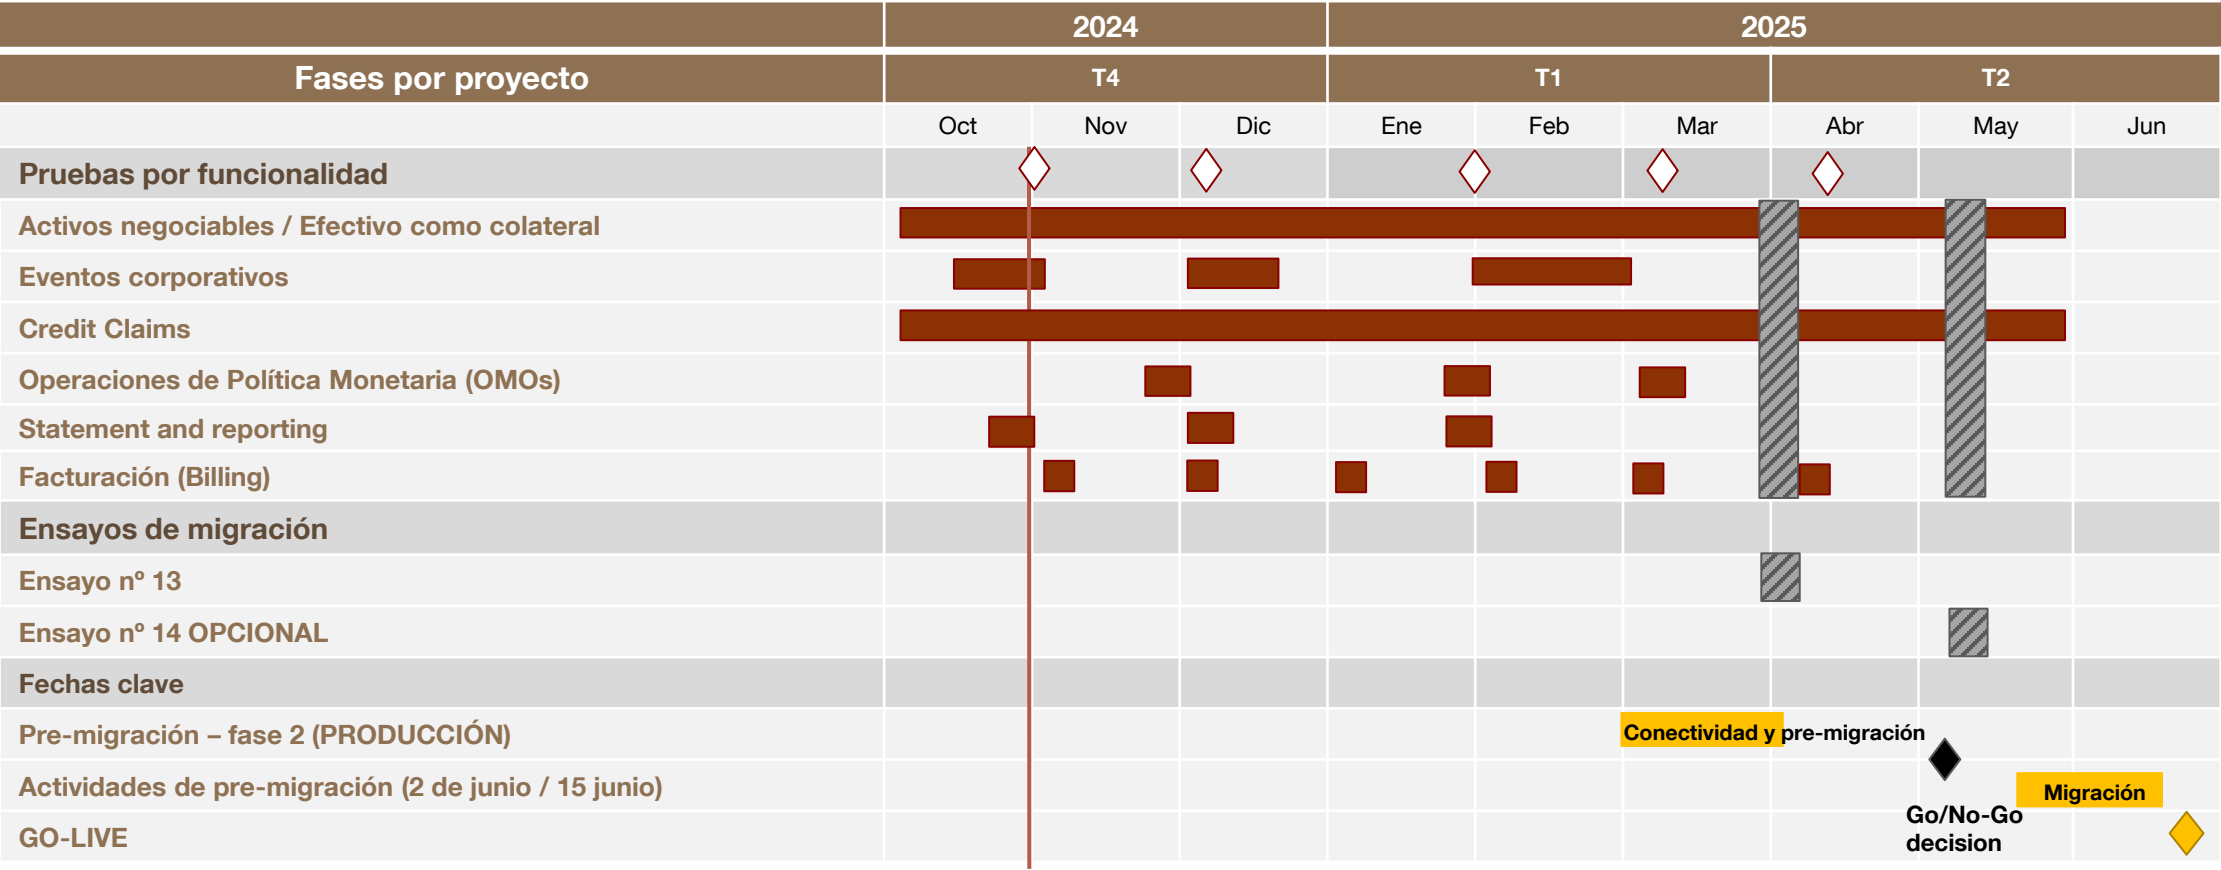 2024
2025
Fases por proyecto
T4
T1
T2
Oct
Nov
Dic
Ene
Feb
Mar
Abr
May
Jun
Pruebas por funcionalidad
Activos negociables / Efectivo como colateral
Eventos corporativos
Credit Claims
Operaciones de Política Monetaria (OMOs)
Statement and reporting
Facturación (Billing)
Ensayos de migración
Ensayo nº 13
Ensayo nº 14 OPCIONAL
Fechas clave
Pre-migración – fase 2 (PRODUCCIÓN)
Conectividad y pre-migración
Actividades de pre-migración (2 de junio / 15 junio)
Migración
Go/No-Go
decision
GO-LIVE